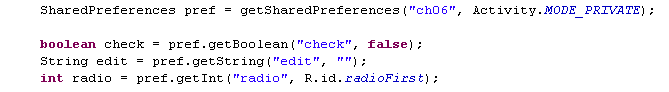 SharedPreferences pref = getSharedPreferences("ch06", Activity.MODE_PRIVATE);
boolean check = pref.getBoolean("check", false);
String edit = pref.getString("edit", "");
int radio = pref.getInt("radio", R.id.radioFirst);